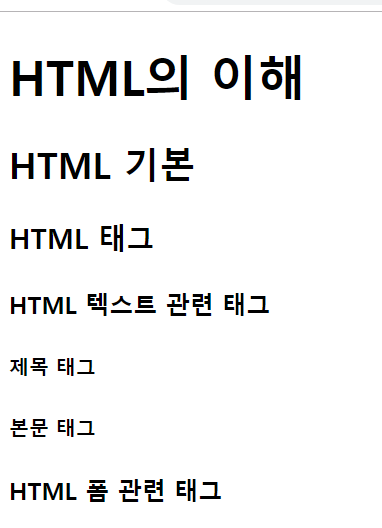 HTML의 이해
HTML 기본
HTML 태그
HTML 텍스트 관련 태그
제목 태그
본문 태그
HTML 폼 관련 태그